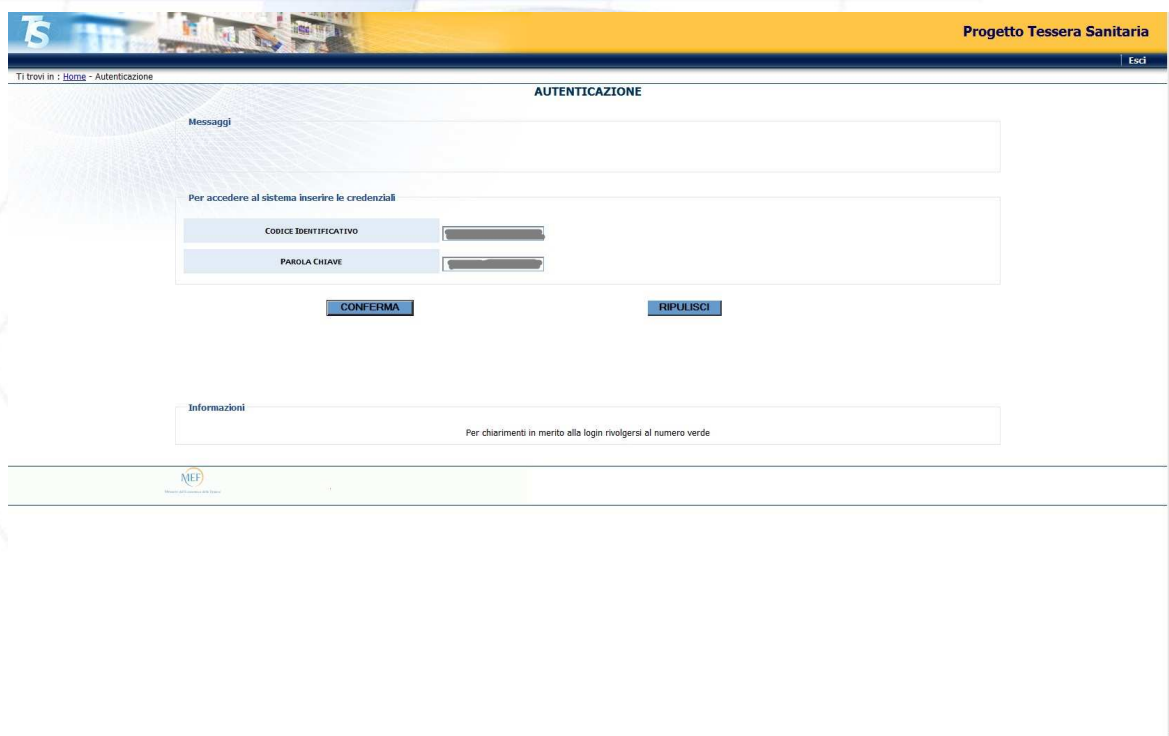 TS
Progetto Tessera Sanitaria
Esci
Ti trovi in : Home - Autenticazione
AUTENTICAZIONE
Messaggi
Per accedere al sistema inserire le credenziali
CODICE IDENTIFICATIVO
PAROLA CHIAVE
CONFERMA
RIPULISCI
Informazioni
Per chiarimenti in merito alla login rivolgersi al numero verde
MEF